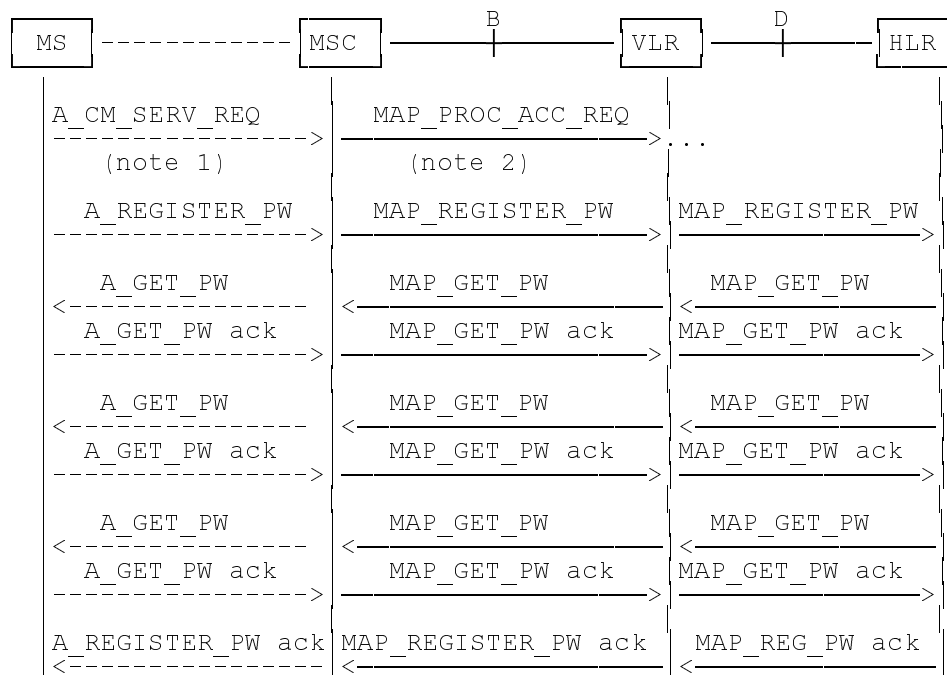 B D
MS MSC VLR HLR
A_CM_SERV_REQ MAP_PROC_ACC_REQ
...
(note 1) (note 2)
A_REGISTER_PW MAP_REGISTER_PW MAP_REGISTER_PW
A_GET_PW MAP_GET_PW MAP_GET_PW
A_GET_PW ack MAP_GET_PW ack MAP_GET_PW ack
A_GET_PW MAP_GET_PW MAP_GET_PW
A_GET_PW ack MAP_GET_PW ack MAP_GET_PW ack
A_GET_PW MAP_GET_PW MAP_GET_PW
A_GET_PW ack MAP_GET_PW ack MAP_GET_PW ack
A_REGISTER_PW ack MAP_REGISTER_PW ack MAP_REG_PW ack